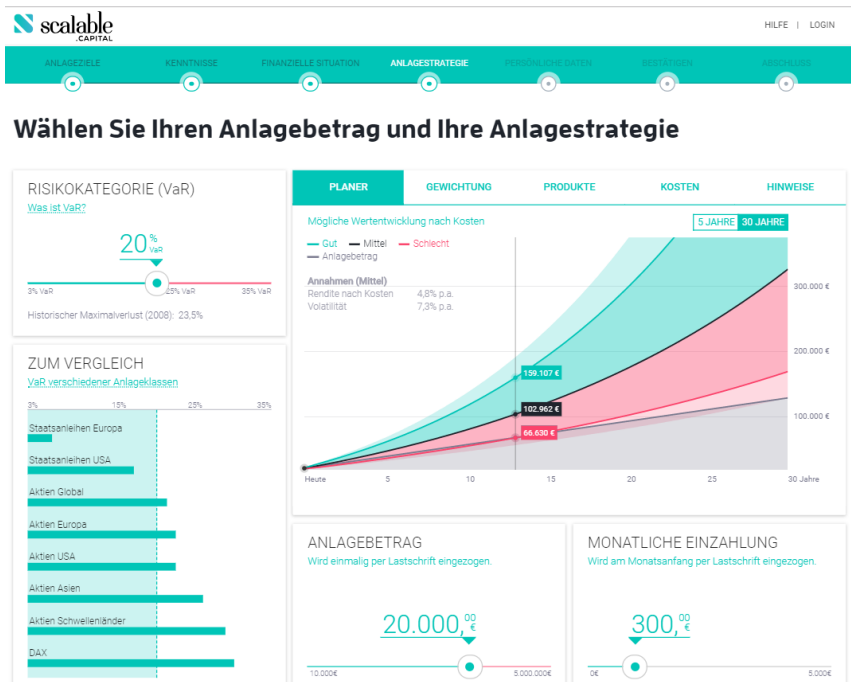 scalable
.CAPITAL
HILFE | LOGIN
ANLAGEZIELE KENNTNISSE FINANZIELLE SITUATION ANLAGESTRATEGIE PERSÖNLICHE DATEN BESTÄTIGEN ABSCHLUSS
Wählen Sie Ihren Anlagebetrag und Ihre Anlagestrategie
RISIKOKATEGORIE (VaR)
Was ist VaR?
20% VaR
3% VaR 25% VaR 35% VaR
Historischer Maximalverlust (2008): 23,5%
ZUM VERGLEICH
VaR verschiedener Anlageklassen
3% 15% 25% 35%
Staatsanleihen Europa
Staatsanleihen USA
Aktien Global
Aktien Europa
Aktien USA
Aktien Asien
Aktien Schwellenländer
DAX
PLANER GEWICHTUNG PRODUKTE KOSTEN HINWEISE
Mögliche Wertentwicklung nach Kosten
5 JAHRE 30 JAHRE
Gut Mittel Schlecht
Anlagebetrag
Annahmen (Mittel)
Rendite nach Kosten 4,8% p.a.
Volatilität 7,3% p.a.
300.000 €
200.000 €
159.107 €
102.962 €
100.000 €
66.630 €
Heute 5 10 15 20 25 30 Jahre
ANLAGEBETRAG
Wird einmalig per Lastschrift eingezogen.
20.000,00 €
10.000€ 5.000.000€
MONATLICHE EINZAHLUNG
Wird am Monatsanfang per Lastschrift eingezogen.
300,00 €
0€ 5.000€